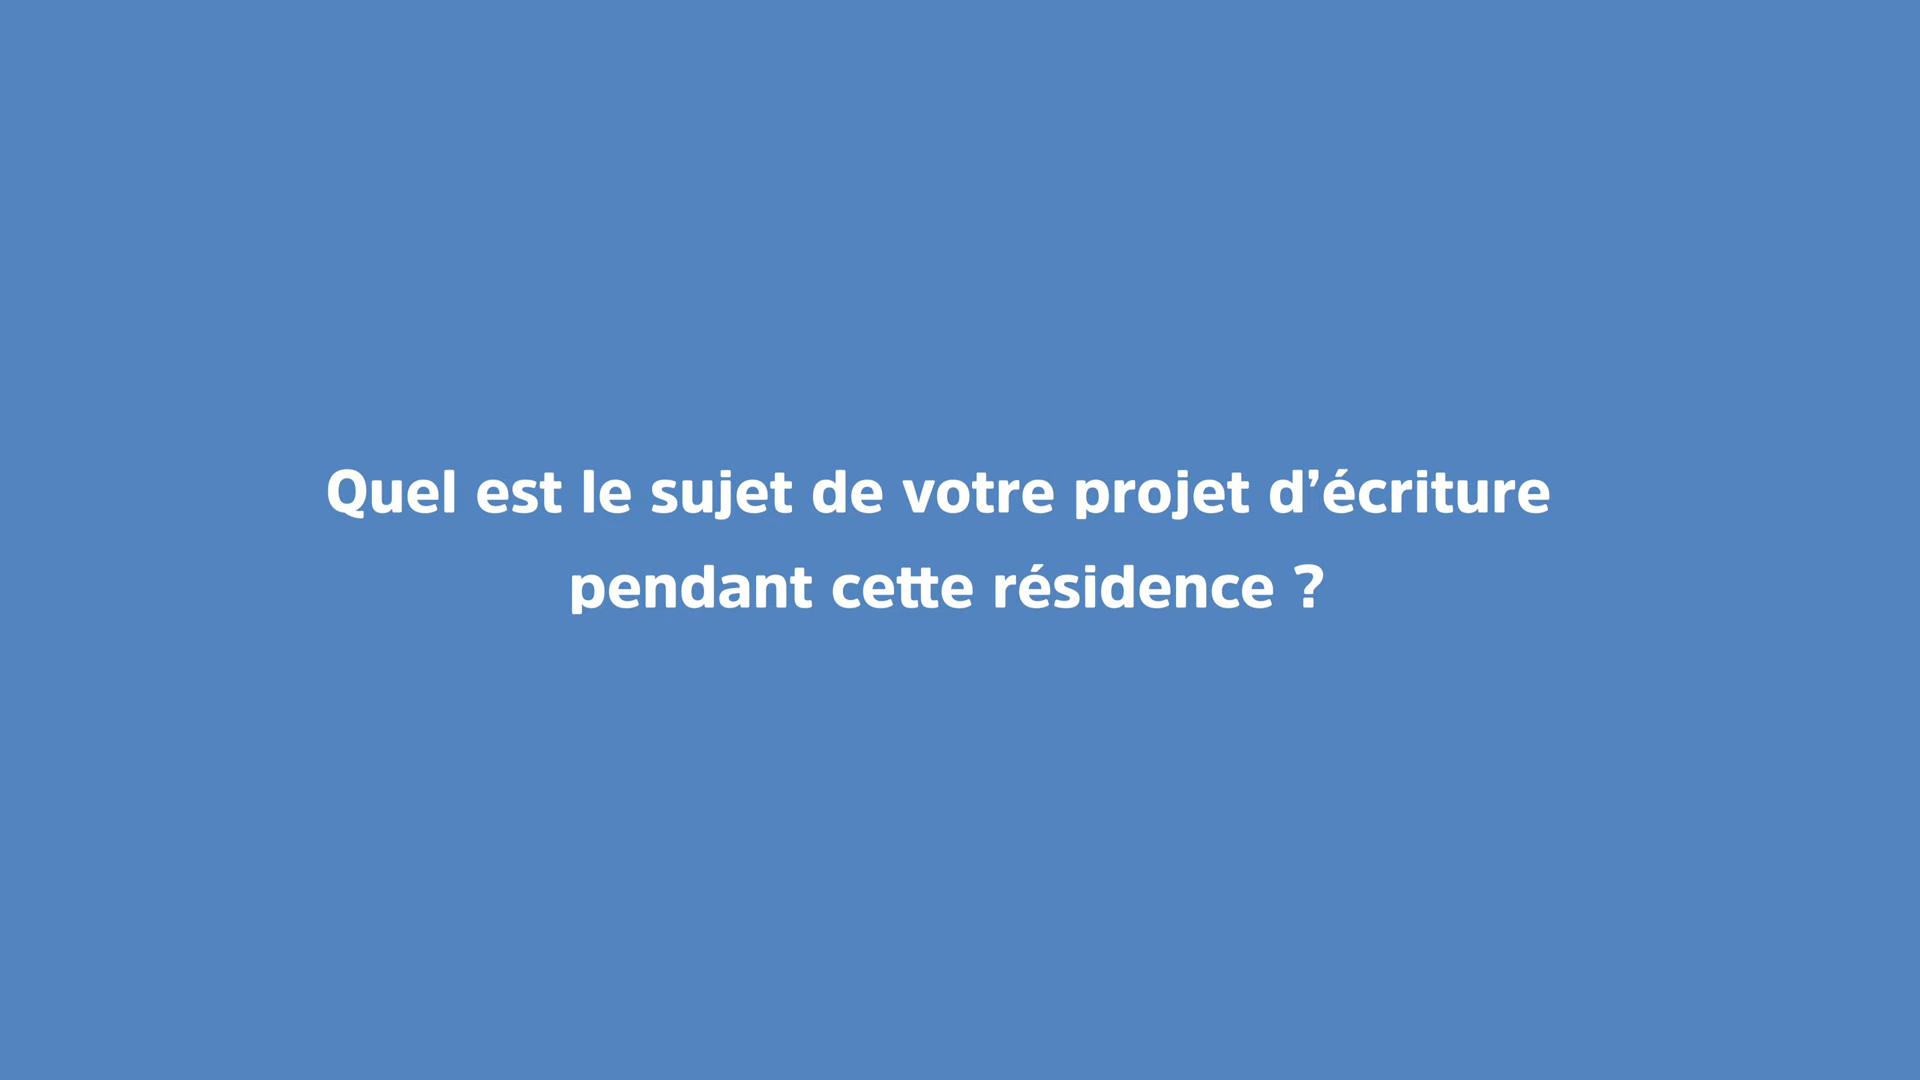 Quel est le sujet de votre projet d’écriture
pendant cette résidence ?